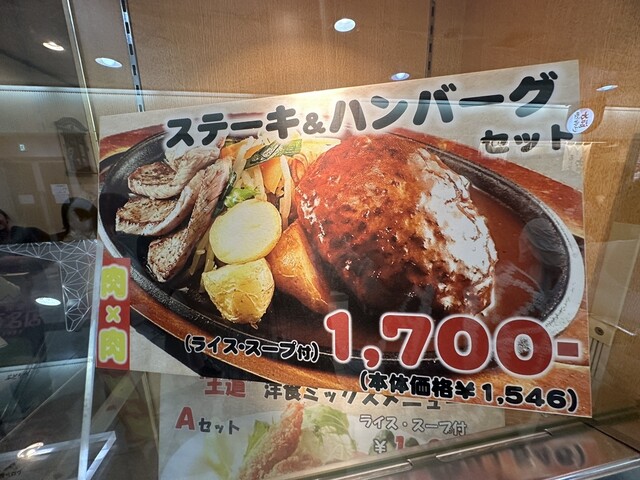 ステーキ&ハンバーグ
セット
肉×肉
(ライス・スープ付)
1,700-
(本体価格¥1,546)
王道 洋食ミックスメニュー
Aセット
ライス・スープ付